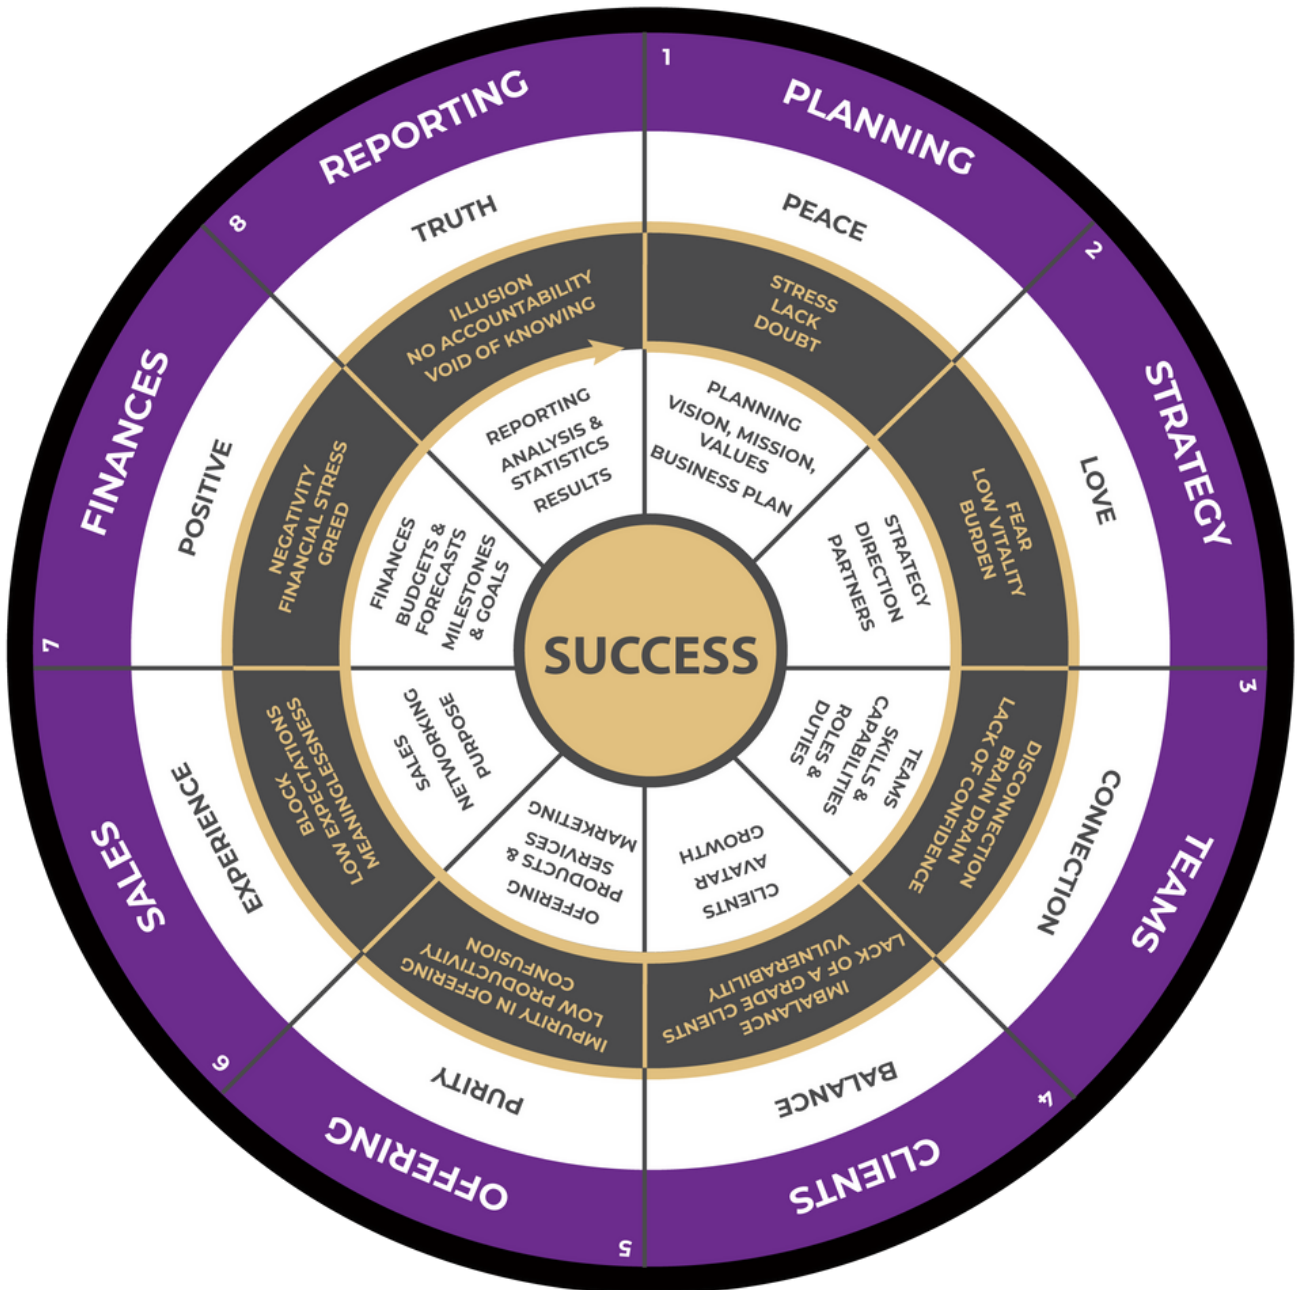 1
PLANNING
PEACE
STRESS
LACK
DOUBT
PLANNING
VISION, MISSION,
VALUES
BUSINESS PLAN
2
STRATEGY
LOVE
FEAR
LOW VITALITY
BURDEN
STRATEGY
DIRECTION
PARTNERS
3
TEAMS
CONNECTION
DISCONNECTION
BRAIN DRAIN
LACK OF CONFIDENCE
TEAMS
SKILLS &
CAPABILITIES
ROLES &
DUTIES
4
CLIENTS
BALANCE
IMBALANCE
LACK OF A GRADE CLIENTS
VULNERABILITY
CLIENTS
AVATAR
GROWTH
5
OFFERING
PURITY
IMPURITY IN OFFERING
LOW PRODUCTIVITY
CONFUSION
OFFERING
PRODUCTS &
SERVICES
MARKETING
6
SALES
EXPERIENCE
BLOCK
LOW EXPECTATIONS
MEANINGLESSNESS
SALES
NETWORKING
PURPOSE
7
FINANCES
POSITIVE
NEGATIVITY
FINANCIAL STRESS
GREED
FINANCES
BUDGETS &
FORECASTS
MILESTONES
& GOALS
8
REPORTING
TRUTH
ILLUSION
NO ACCOUNTABILITY
VOID OF KNOWING
REPORTING
ANALYSIS &
STATISTICS
RESULTS
SUCCESS